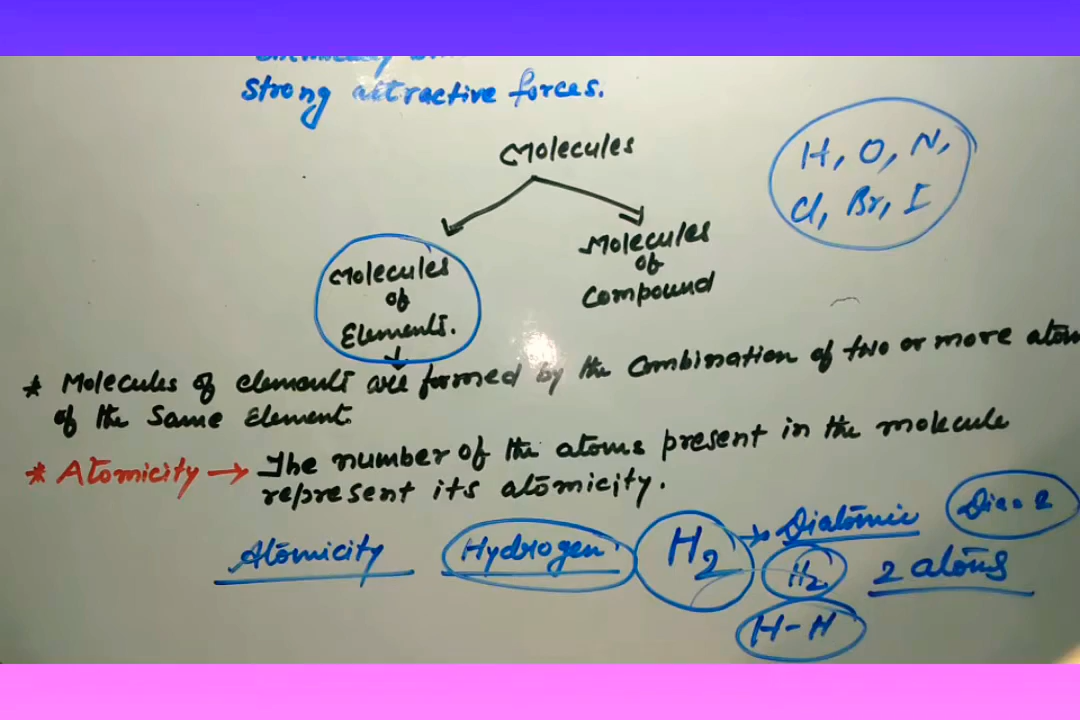 strong attractive forces.
Molecules
H, O, N,
Cl, Br, I
Molecules
of
Elements.
Molecules
of
Compound
* Molecules of elements are formed by the combination of two or more atom
of the Same Element.
* Atomicity → The number of the atoms present in the molecule
represent its atomicity.
Atomicity Hydrogen. H2 → Diatomic
H2 2 atoms
H-H